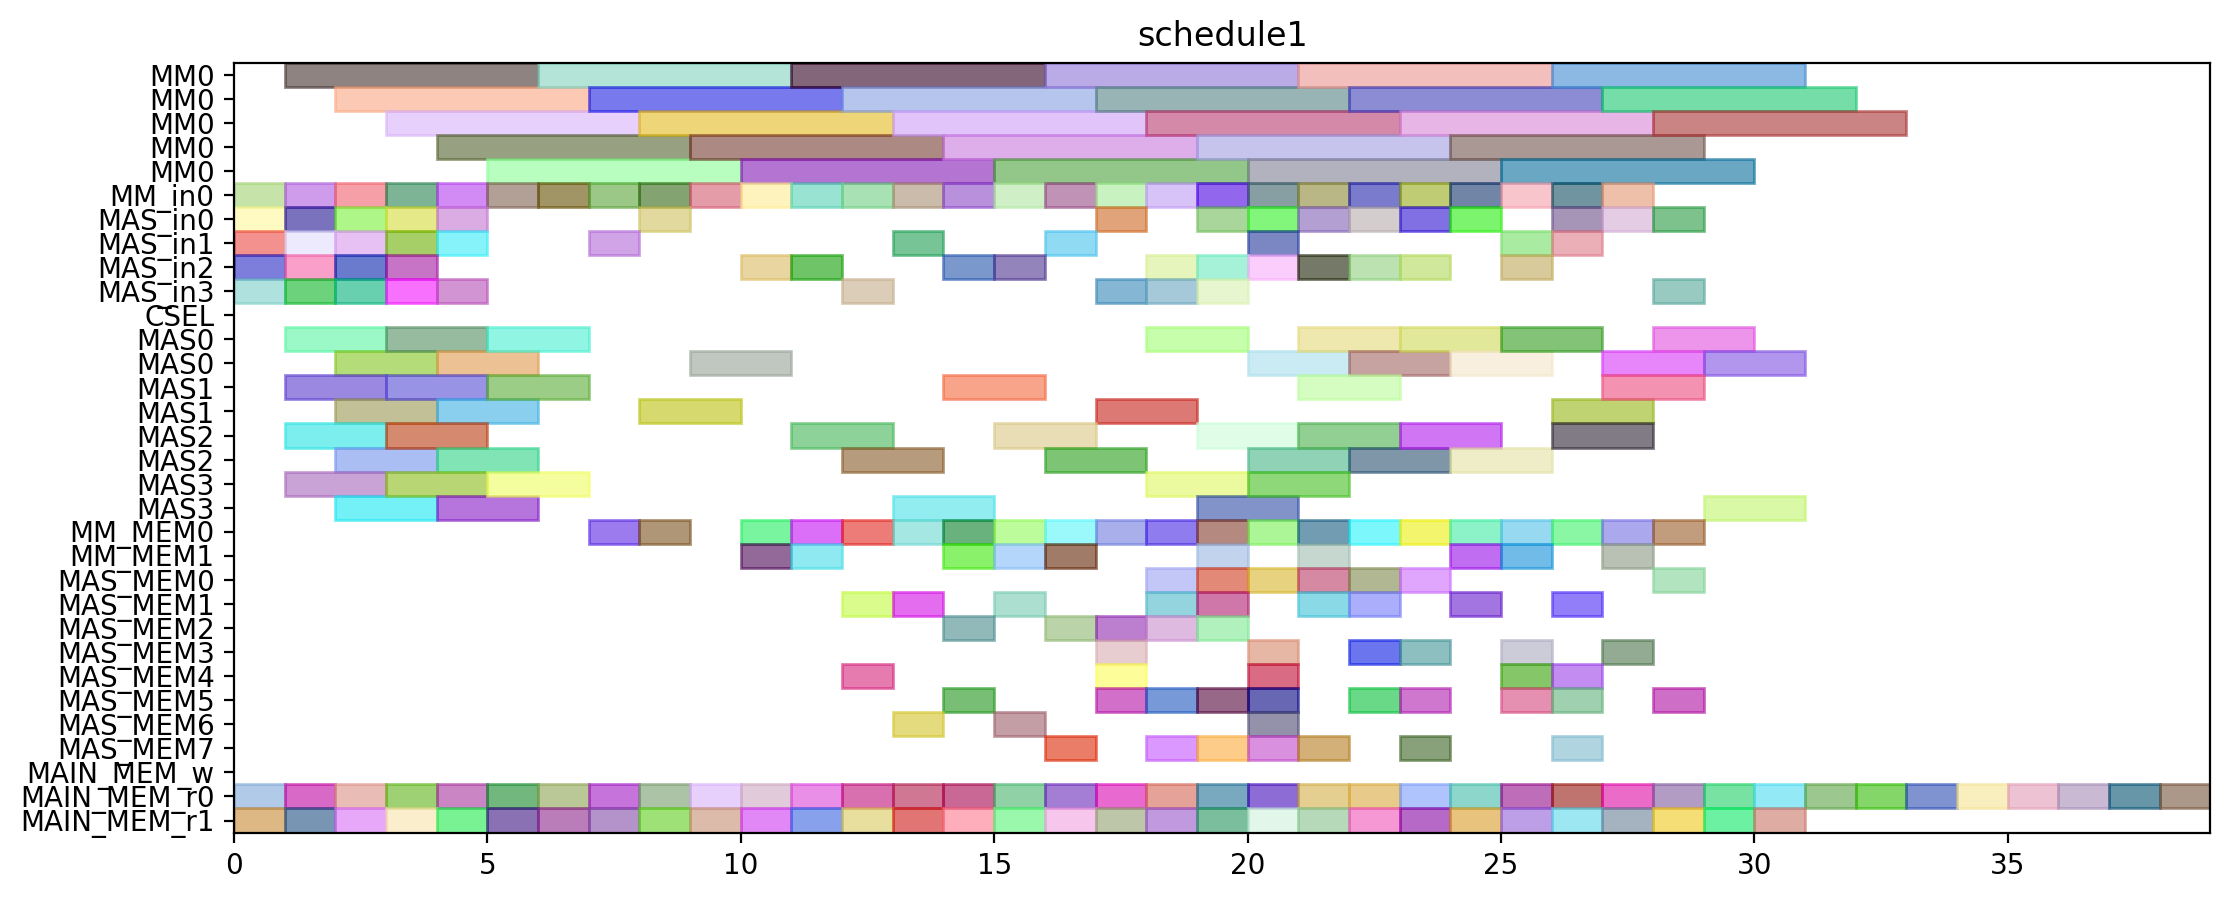 schedule1
MM0
MM0
MM0
MM0
MM0
MM_in0
MAS_in0
MAS_in1
MAS_in2
MAS_in3
CSEL
MAS0
MAS0
MAS1
MAS1
MAS2
MAS2
MAS3
MAS3
MM_MEM0
MM_MEM1
MAS_MEM0
MAS_MEM1
MAS_MEM2
MAS_MEM3
MAS_MEM4
MAS_MEM5
MAS_MEM6
MAS_MEM7
MAIN_MEM_w
MAIN_MEM_r0
MAIN_MEM_r1
0 5 10 15 20 25 30 35